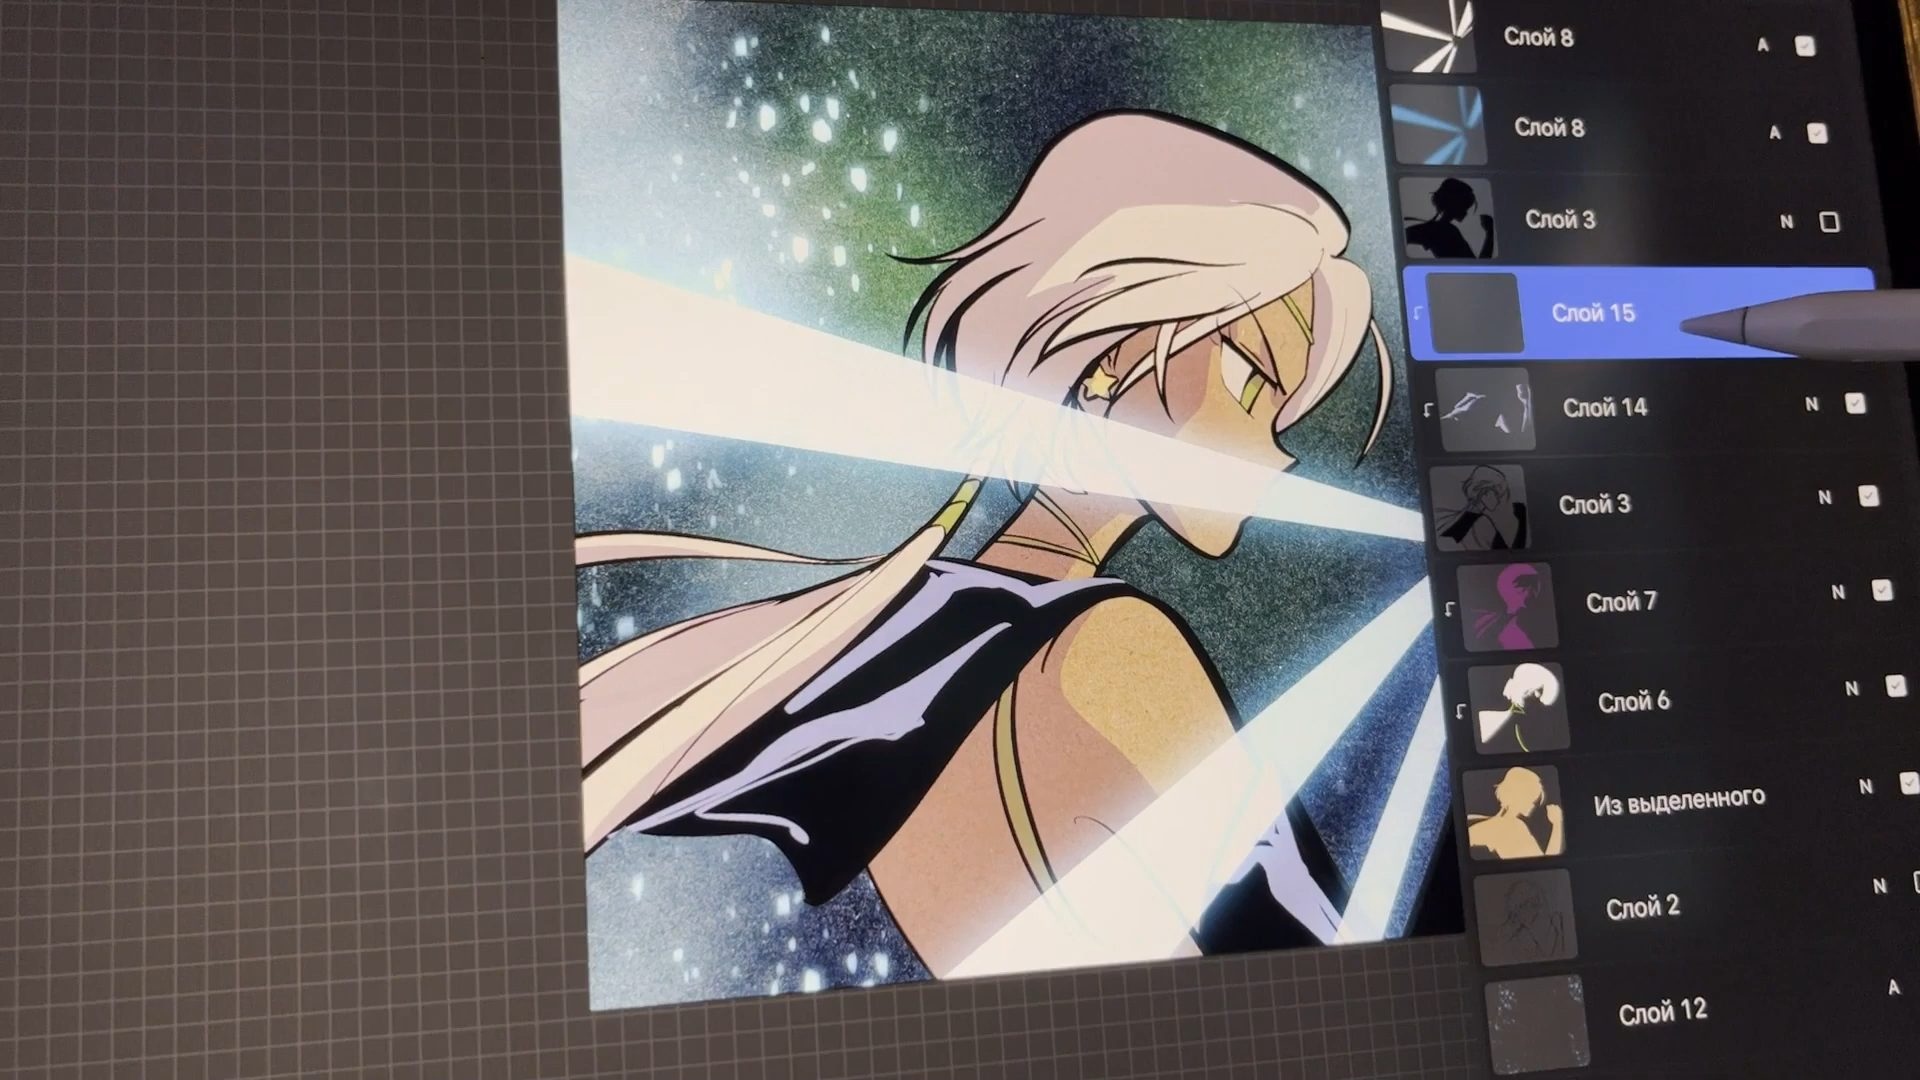 Слой 8 A
Слой 8 A
Слой 3 N
Слой 15
Слой 14 N
Слой 3 N
Слой 7 N
Слой 6 N
Из выделенного N
Слой 2 N
Слой 12 A